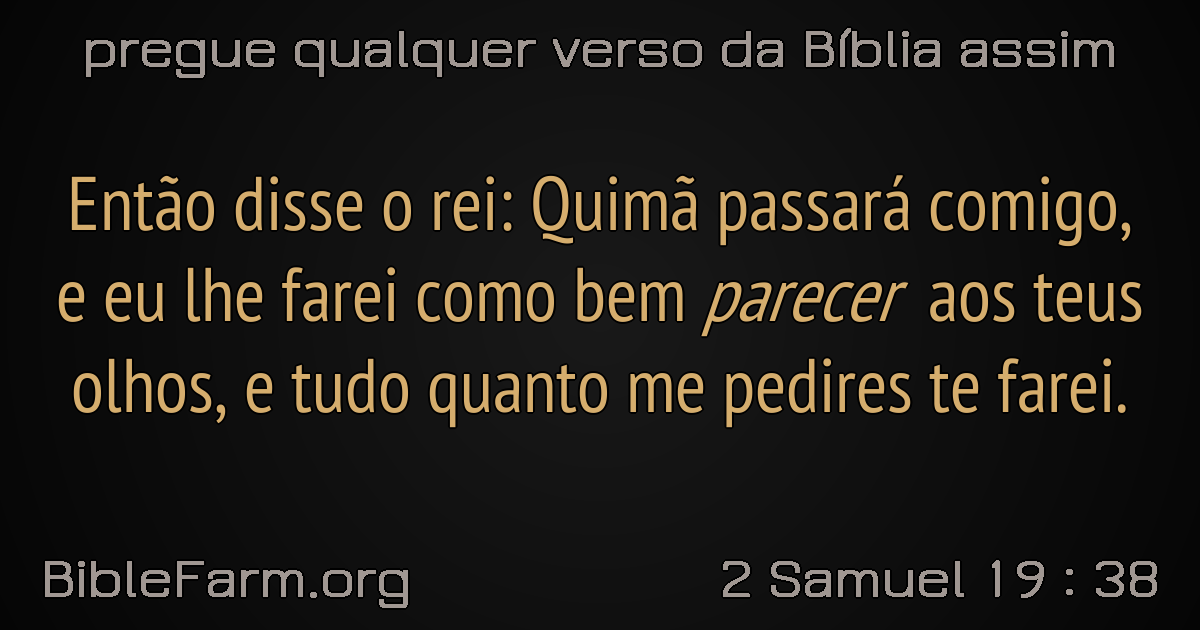 pregue qualquer verso da Bíblia assim
Então disse o rei: Quimã passará comigo,
e eu lhe farei como bem parecer aos teus
olhos, e tudo quanto me pedires te farei.
BibleFarm.org
2 Samuel 19 : 38